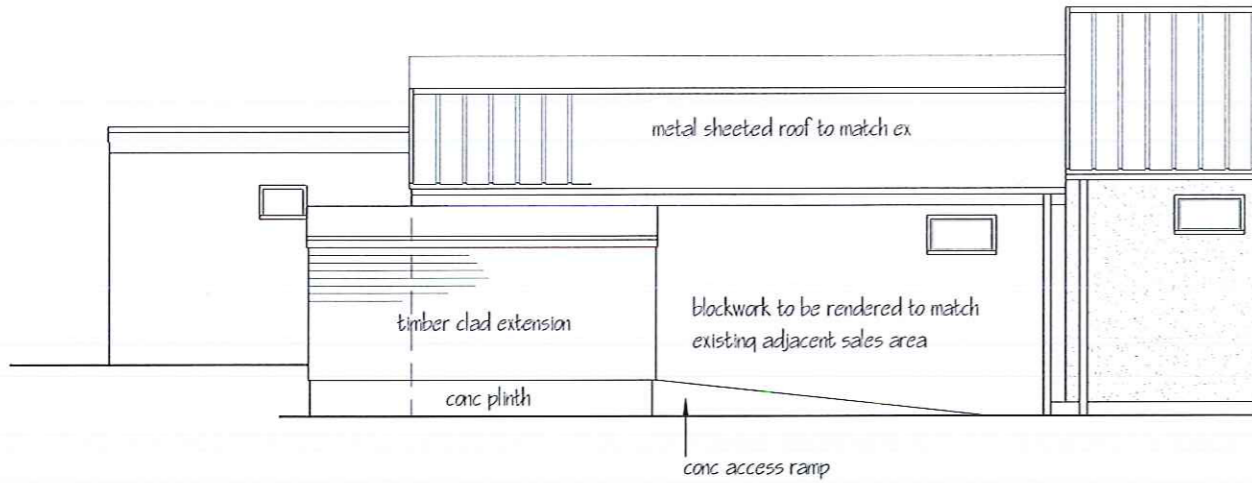 metal sheeted roof to match ex
timber clad extension
blockwork to be rendered to match
existing adjacent sales area
conc plinth
conc access ramp